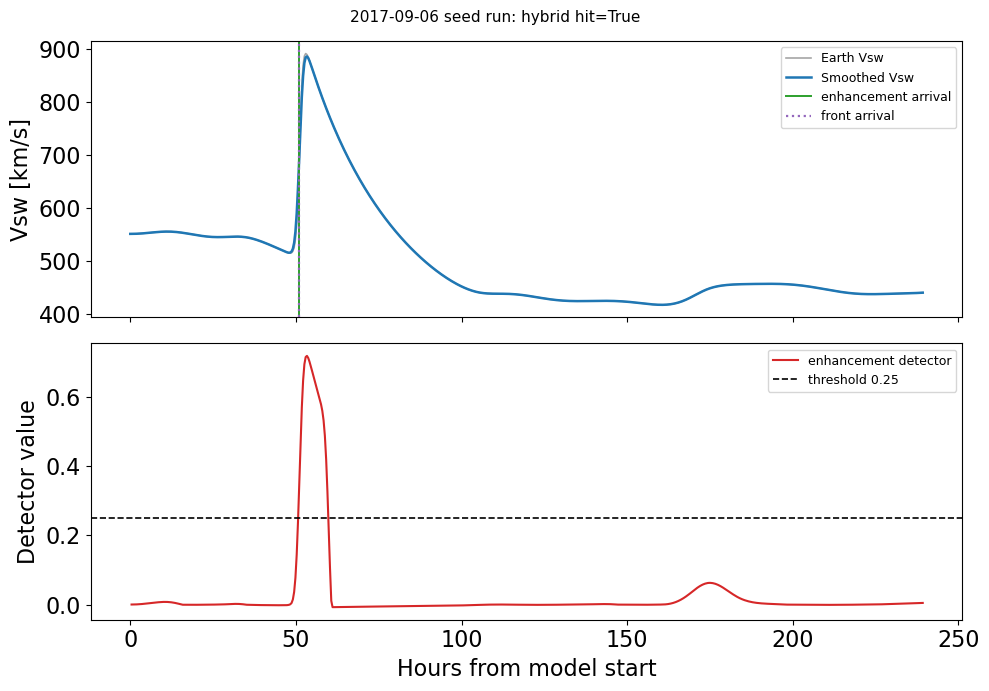 2017-09-06 seed run: hybrid hit=True
900
800
700
600
500
400
Vsw [km/s]
Earth Vsw
Smoothed Vsw
enhancement arrival
front arrival
0.6
0.4
0.2
0.0
Detector value
enhancement detector
threshold 0.25
0 50 100 150 200 250
Hours from model start